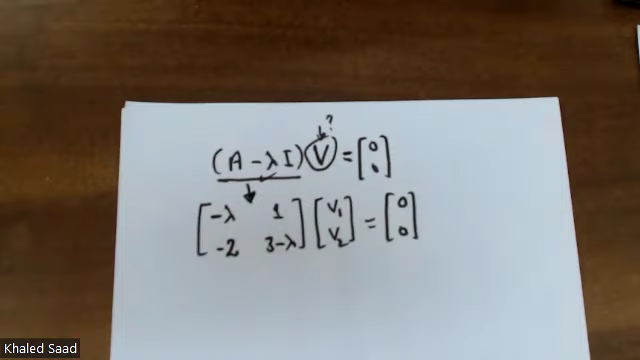 ?
(A - λI) V = [0 0]
[-λ 1 -2 3-λ] [V₁ V₂] = [0 0]
Khaled Saad